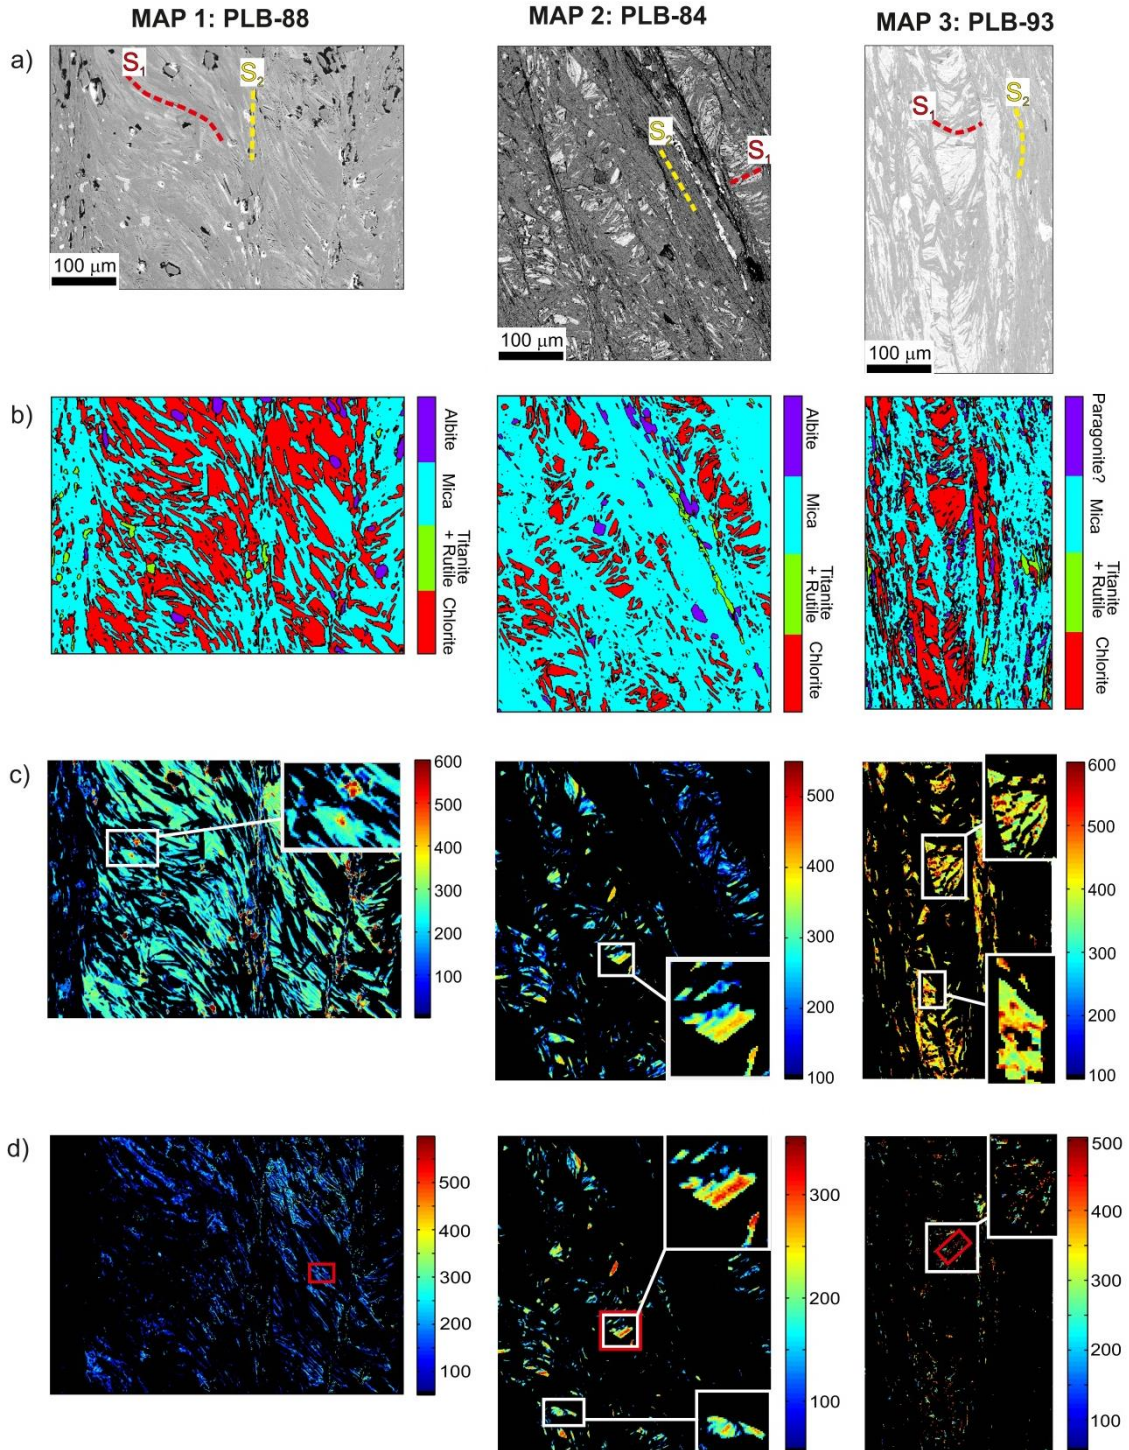 MAP 1: PLB-88
MAP 2: PLB-84
MAP 3: PLB-93
a)
S1
S2
100 µm
S2
S1
100 µm
S1
S2
100 µm
b)
Albite
Mica
Titanite
+ Rutile
Chlorite
Albite
Mica
Titanite
+ Rutile
Chlorite
Paragonite?
Mica
Titanite
+ Rutile
Chlorite
c)
600
500
400
300
200
100
500
400
300
200
100
600
500
400
300
200
100
d)
500
400
300
200
100
300
200
100
500
400
300
200
100